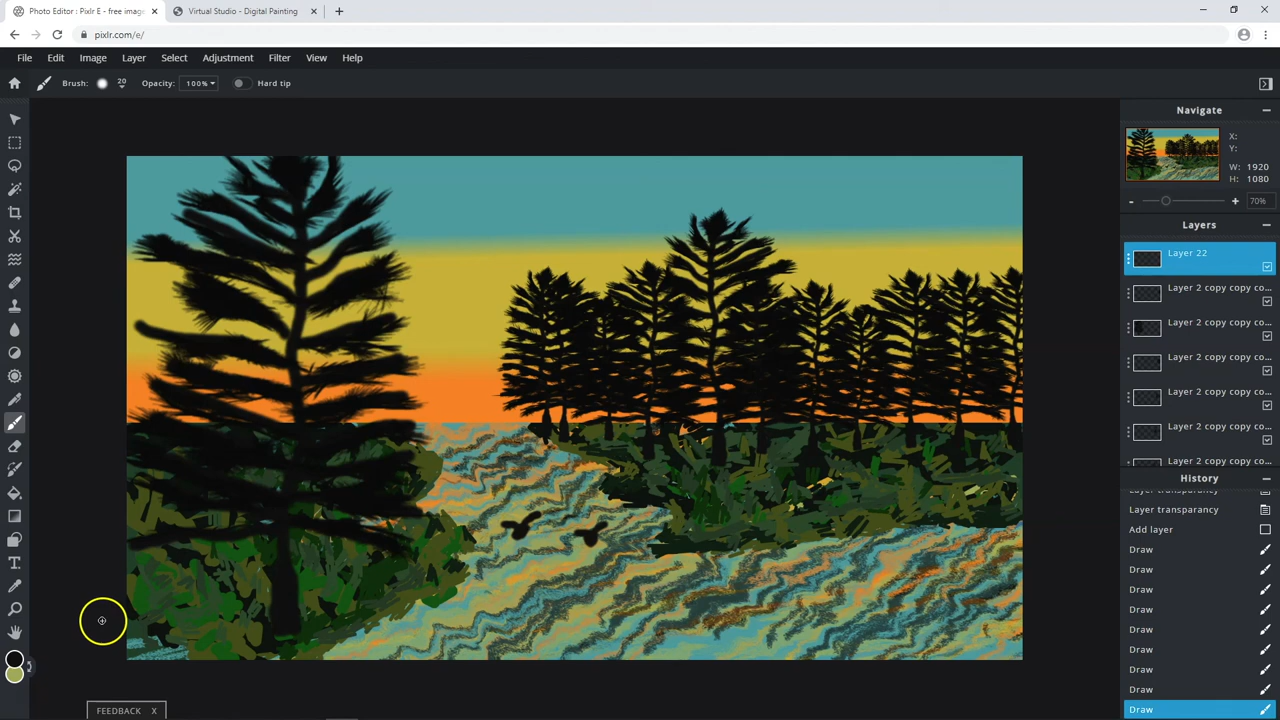 Photo Editor : Pixlr E - free imag
Virtual Studio - Digital Painting
pixlr.com/e/
File Edit Image Layer Select Adjustment Filter View Help
Brush: 20 Opacity: 100% Hard tip
Navigate
X:
Y:
W: 1920
H: 1080
70%
Layers
Layer 22
Layer 2 copy copy co
Layer 2 copy copy co
Layer 2 copy copy co
Layer 2 copy copy co
Layer 2 copy copy co
Layer 2 copy copy co
History
Layer transparancy
Layer transparancy
Add layer
Draw
Draw
Draw
Draw
Draw
Draw
Draw
Draw
Draw
FEEDBACK X